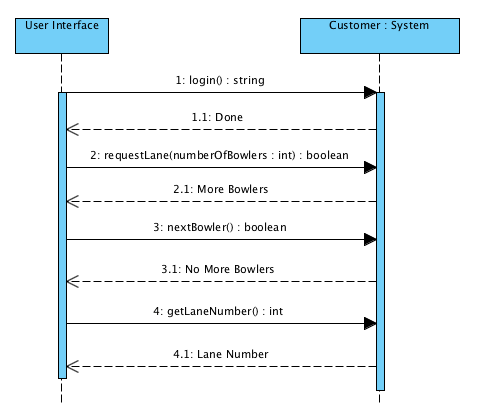 User Interface
Customer : System
1: login() : string
1.1: Done
2: requestLane(numberOfBowlers : int) : boolean
2.1: More Bowlers
3: nextBowler() : boolean
3.1: No More Bowlers
4: getLaneNumber() : int
4.1: Lane Number